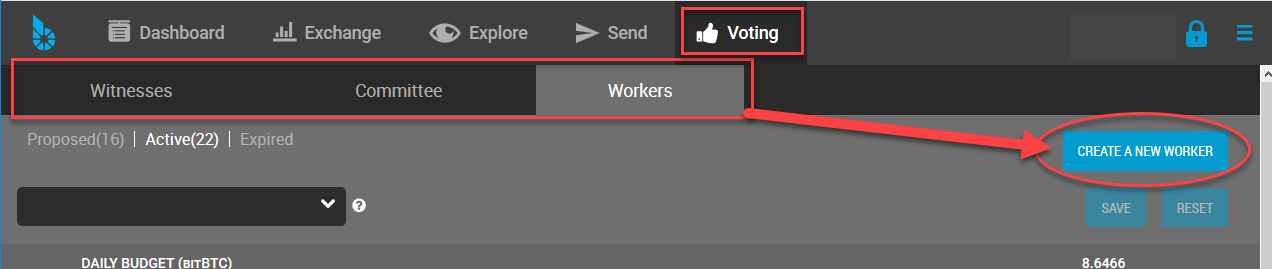 Dashboard Exchange Explore Send Voting
Witnesses Committee Workers
Proposed(16) Active(22) Expired
CREATE A NEW WORKER
?
SAVE RESET
DAILY BUDGET (BITBTC) 8.6466